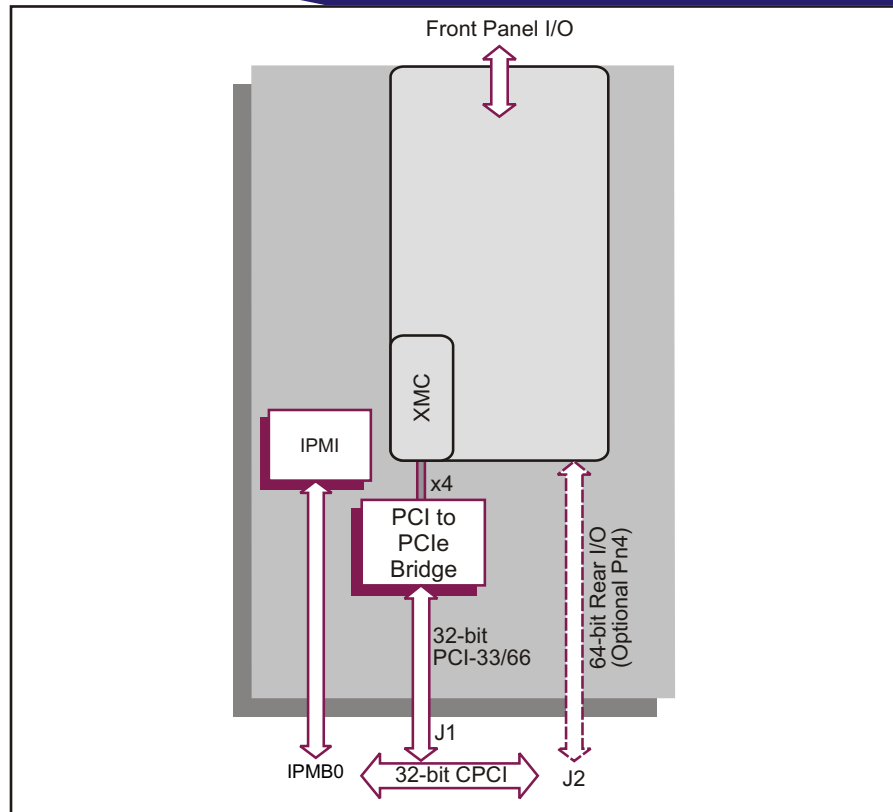 Front Panel I/O
XMC
IPMI
x4
PCI to
PCIe
Bridge
32-bit
PCI-33/66
64-bit Rear I/O
(Optional Pn4)
J1
IPMB0
32-bit CPCI
J2